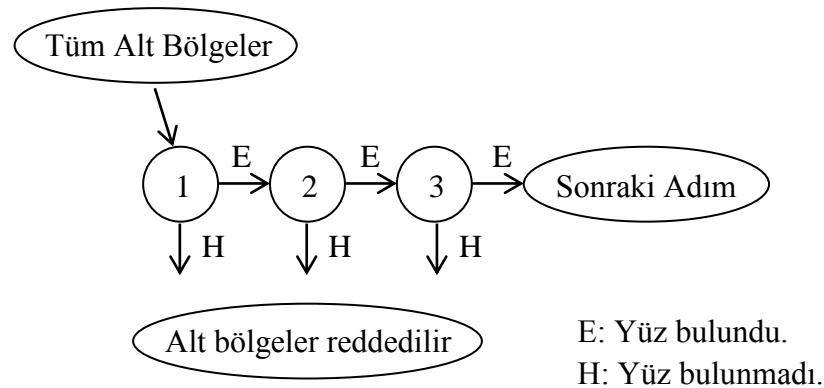 Tüm Alt Bölgeler
E
E
E
1
2
3
Sonraki Adım
H
H
H
Alt bölgeler reddedilir
E: Yüz bulundu.
H: Yüz bulunmadı.